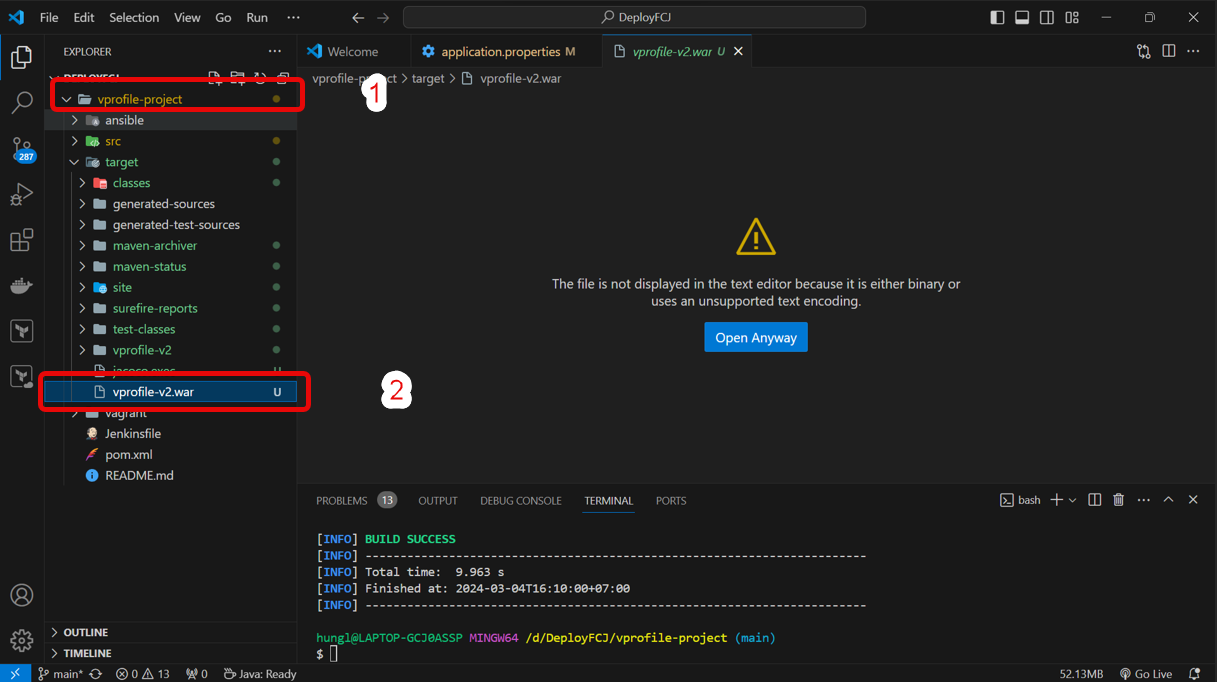 File Edit Selection View Go Run ··· DeployFCJ
EXPLORER ···
Welcome application.properties M vprofile-v2.war U
DEPLOYFCJ
vprofile-project > target > vprofile-v2.war
1
vprofile-project
ansible
src
287
target
classes
generated-sources
generated-test-sources
maven-archiver
maven-status
site
surefire-reports
test-classes
vprofile-v2
jacoco.exec U
vprofile-v2.war U
2
vagrant
Jenkinsfile
pom.xml
README.md
The file is not displayed in the text editor because it is either binary or
uses an unsupported text encoding.
Open Anyway
PROBLEMS 13 OUTPUT DEBUG CONSOLE TERMINAL PORTS bash
[INFO] BUILD SUCCESS
[INFO] ------------------------------------------------------------------------
[INFO] Total time:  9.963 s
[INFO] Finished at: 2024-03-04T16:10:00+07:00
[INFO] ------------------------------------------------------------------------
hungl@LAPTOP-GCJ0ASSP MINGW64 /d/DeployFCJ/vprofile-project (main)
$
OUTLINE
TIMELINE
main* 0 13 0 Java: Ready 52.13MB Go Live